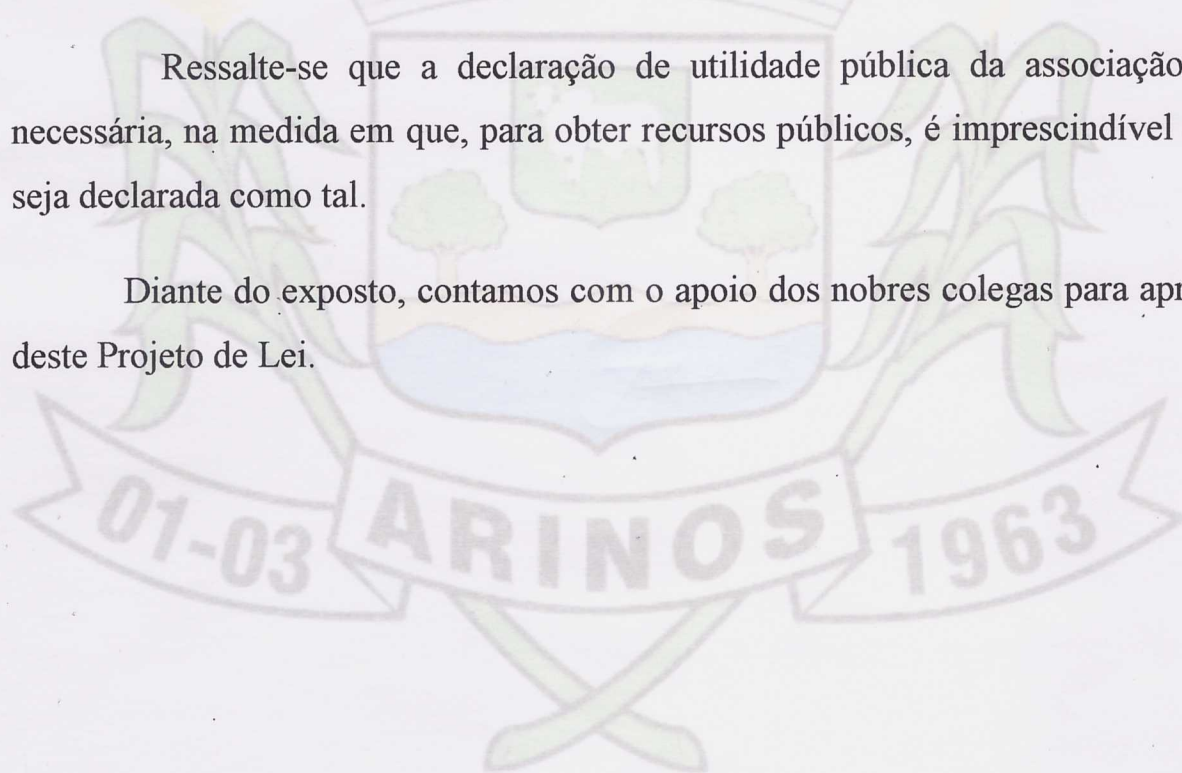 Ressalte-se que a declaração de utilidade pública da associação
necessária, na medida em que, para obter recursos públicos, é imprescindível
seja declarada como tal.
Diante do exposto, contamos com o apoio dos nobres colegas para apr
deste Projeto de Lei.
01-03 ARINOS 1963